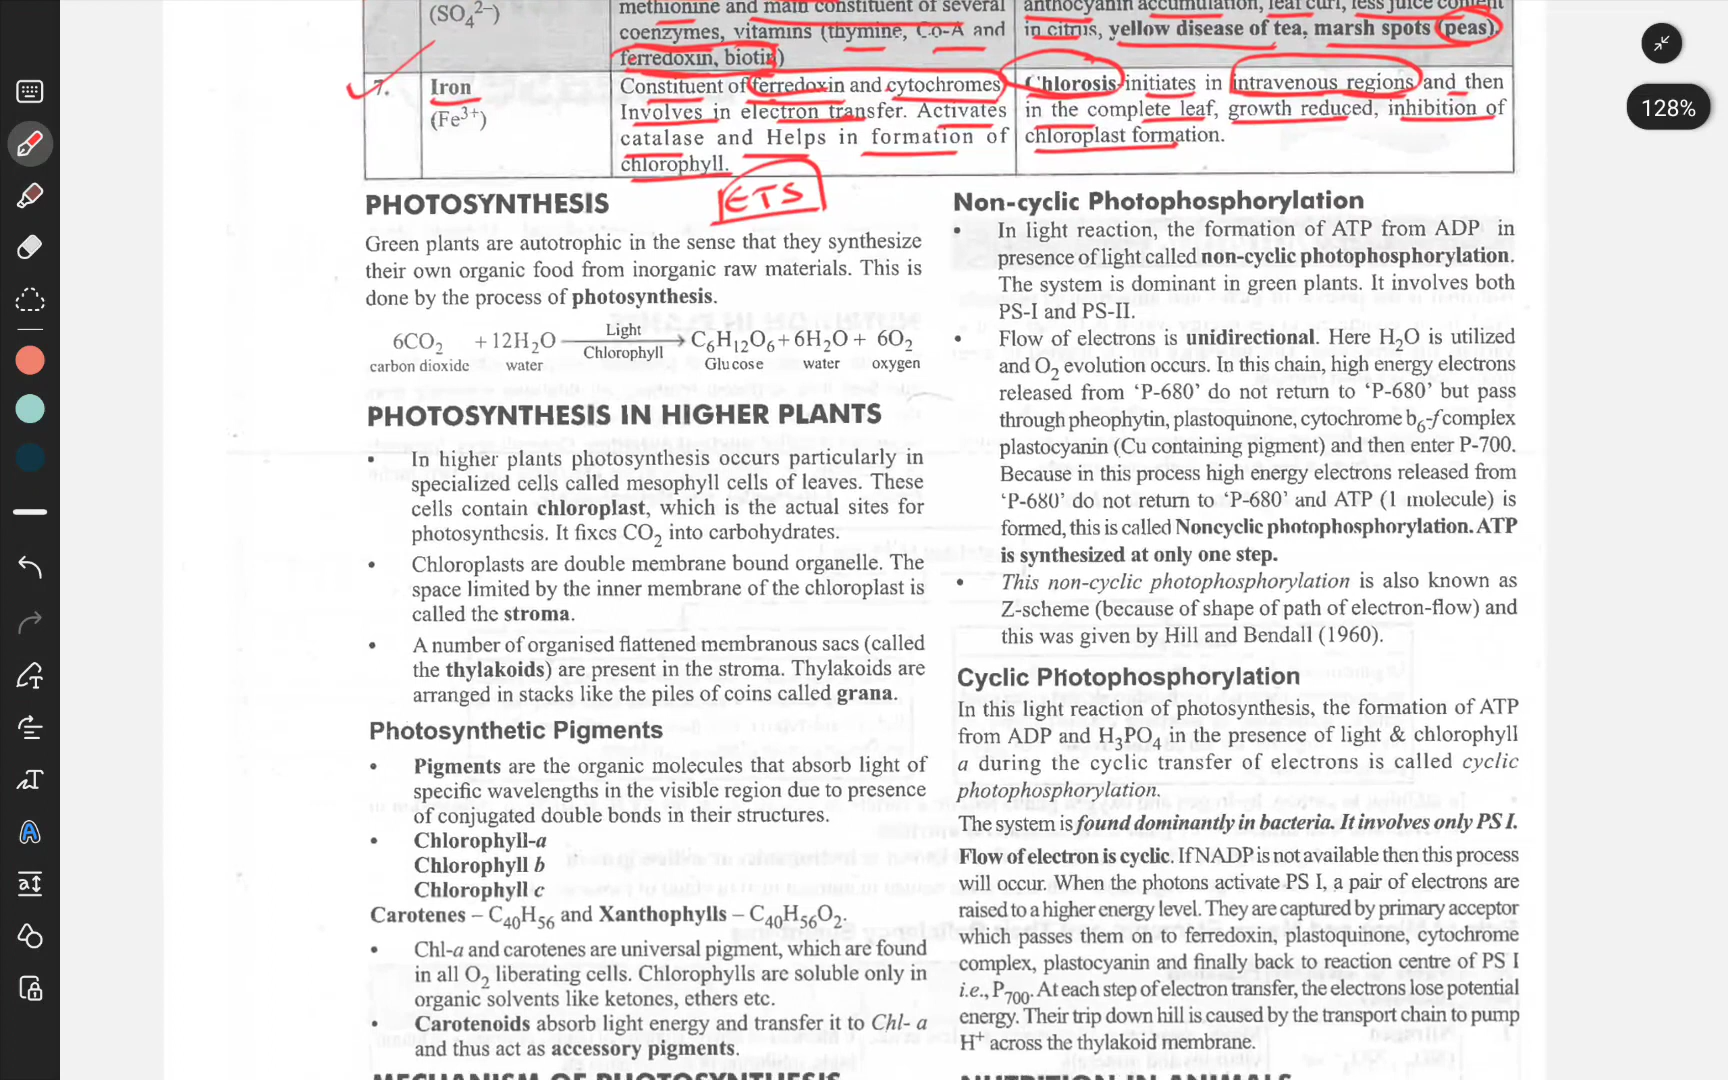 (SO₄²⁻)
methionine and main constituent of several
coenzymes, vitamins (thymine, Co-A and
ferredoxin, biotin)
anthocyanin accumulation, leaf curl, less juice content
in citrus, yellow disease of tea, marsh spots (peas).
7.
Iron
(Fe³⁺)
Constituent of ferredoxin and cytochromes
Involves in electron transfer. Activates
catalase and Helps in formation of
chlorophyll.
Chlorosis initiates in intravenous regions and then
in the complete leaf, growth reduced, inhibition of
chloroplast formation.
ETS
128%
PHOTOSYNTHESIS
Green plants are autotrophic in the sense that they synthesize
their own organic food from inorganic raw materials. This is
done by the process of photosynthesis.
6CO₂ + 12H₂O Light Chlorophyll → C₆H₁₂O₆ + 6H₂O + 6O₂
carbon dioxide water Glucose water oxygen
PHOTOSYNTHESIS IN HIGHER PLANTS
• In higher plants photosynthesis occurs particularly in
specialized cells called mesophyll cells of leaves. These
cells contain chloroplast, which is the actual sites for
photosynthesis. It fixes CO₂ into carbohydrates.
• Chloroplasts are double membrane bound organelle. The
space limited by the inner membrane of the chloroplast is
called the stroma.
• A number of organised flattened membranous sacs (called
the thylakoids) are present in the stroma. Thylakoids are
arranged in stacks like the piles of coins called grana.
Photosynthetic Pigments
• Pigments are the organic molecules that absorb light of
specific wavelengths in the visible region due to presence
of conjugated double bonds in their structures.
• Chlorophyll-a
Chlorophyll b
Chlorophyll c
Carotenes – C₄₀H₅₆ and Xanthophylls – C₄₀H₅₆O₂.
• Chl-a and carotenes are universal pigment, which are found
in all O₂ liberating cells. Chlorophylls are soluble only in
organic solvents like ketones, ethers etc.
• Carotenoids absorb light energy and transfer it to Chl- a
and thus act as accessory pigments.
MECHANISM OF PHOTOSYNTHESIS
Non-cyclic Photophosphorylation
• In light reaction, the formation of ATP from ADP in
presence of light called non-cyclic photophosphorylation.
The system is dominant in green plants. It involves both
PS-I and PS-II.
• Flow of electrons is unidirectional. Here H₂O is utilized
and O₂ evolution occurs. In this chain, high energy electrons
released from ‘P-680’ do not return to ‘P-680’ but pass
through pheophytin, plastoquinone, cytochrome b₆-f complex
plastocyanin (Cu containing pigment) and then enter P-700.
Because in this process high energy electrons released from
‘P-680’ do not return to ‘P-680’ and ATP (1 molecule) is
formed, this is called Noncyclic photophosphorylation. ATP
is synthesized at only one step.
• This non-cyclic photophosphorylation is also known as
Z-scheme (because of shape of path of electron-flow) and
this was given by Hill and Bendall (1960).
Cyclic Photophosphorylation
In this light reaction of photosynthesis, the formation of ATP
from ADP and H₃PO₄ in the presence of light & chlorophyll
a during the cyclic transfer of electrons is called cyclic
photophosphorylation.
The system is found dominantly in bacteria. It involves only PS I.
Flow of electron is cyclic. If NADP is not available then this process
will occur. When the photons activate PS I, a pair of electrons are
raised to a higher energy level. They are captured by primary acceptor
which passes them on to ferredoxin, plastoquinone, cytochrome
complex, plastocyanin and finally back to reaction centre of PS I
i.e., P₇₀₀. At each step of electron transfer, the electrons lose potential
energy. Their trip down hill is caused by the transport chain to pump
H⁺ across the thylakoid membrane.
NUTRITION IN ANIMALS